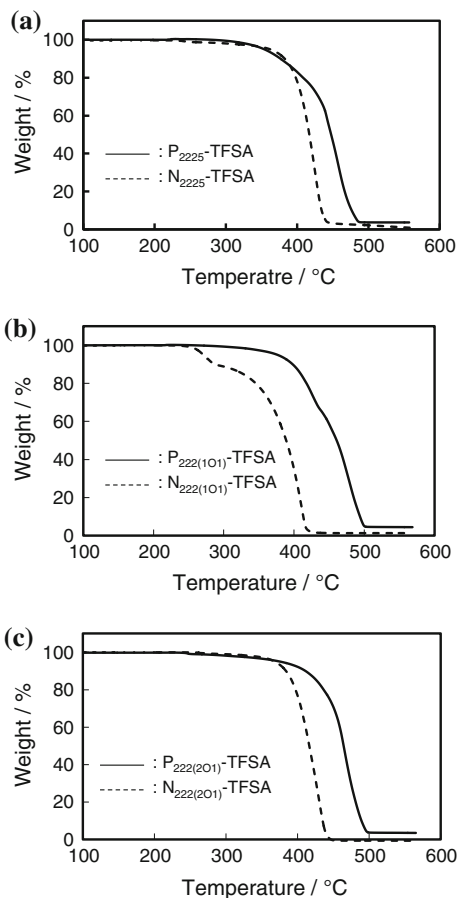 (a)
Weight / %
100
80
60
40
20
0
: P2225-TFSA
: N2225-TFSA
100 200 300 400 500 600
Temperatre / °C
(b)
Weight / %
100
80
60
40
20
0
: P222(1O1)-TFSA
: N222(1O1)-TFSA
100 200 300 400 500 600
Temperature / °C
(c)
Weight / %
100
80
60
40
20
0
: P222(2O1)-TFSA
: N222(2O1)-TFSA
100 200 300 400 500 600
Temperature / °C